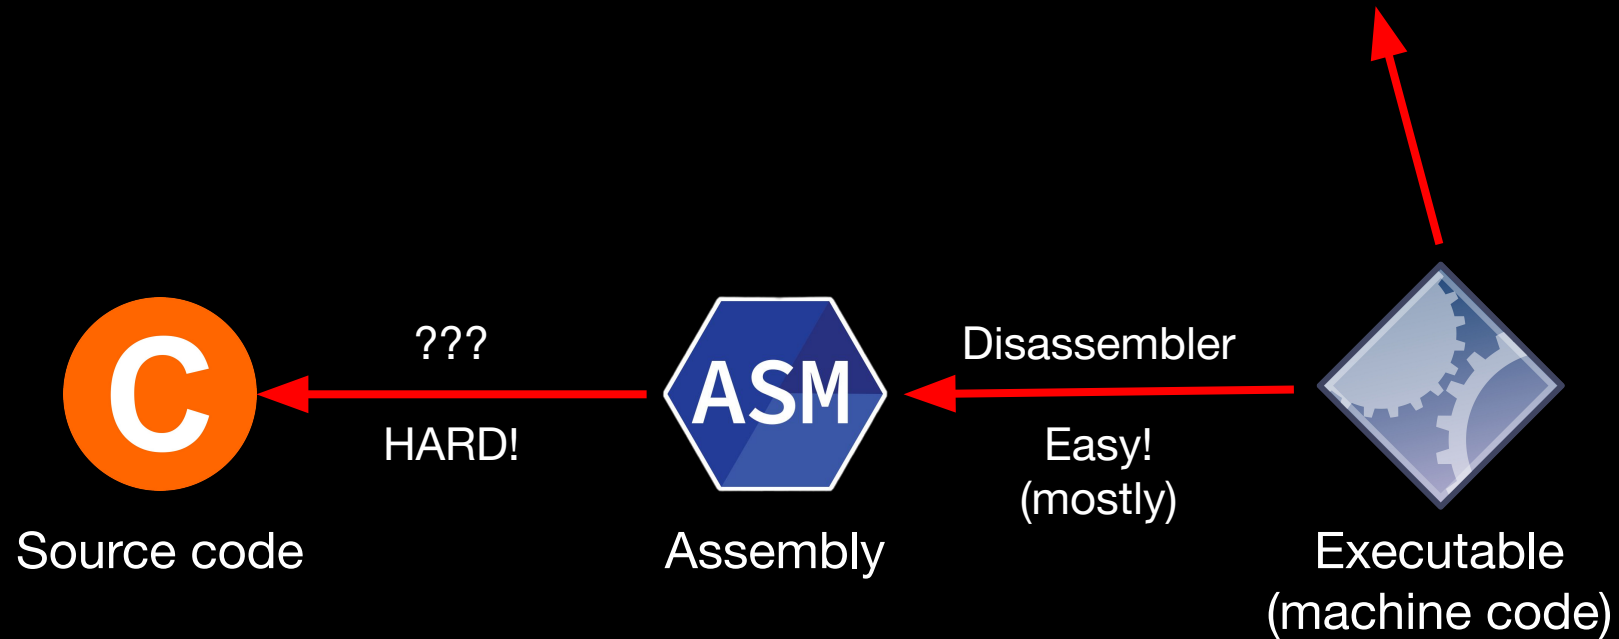 ???
HARD!
Disassembler
Easy!
(mostly)
C
ASM
Source code
Assembly
Executable
(machine code)